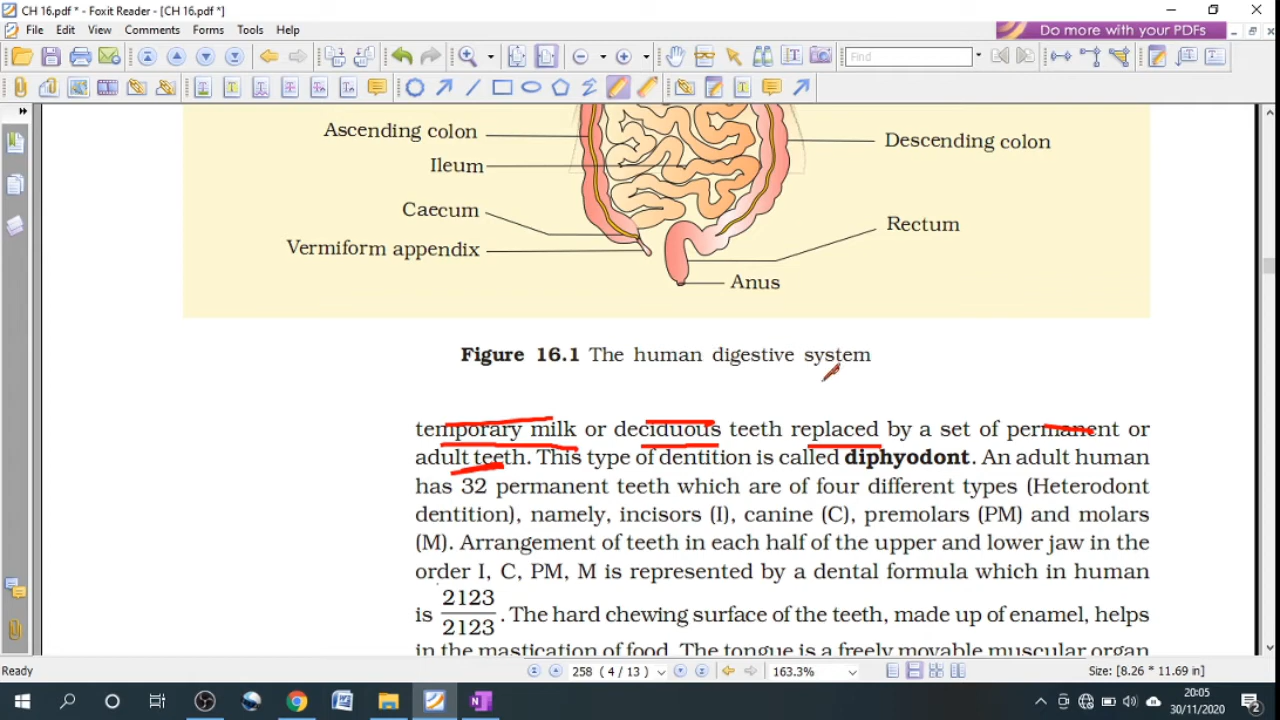 CH 16.pdf * - Foxit Reader - [CH 16.pdf *]
File Edit View Comments Forms Tools Help
Do more with your PDFs
Find
Ascending colon
Descending colon
Ileum
Caecum
Rectum
Vermiform appendix
Anus
Figure 16.1 The human digestive system
temporary milk or deciduous teeth replaced by a set of permanent or
adult teeth. This type of dentition is called diphyodont. An adult human
has 32 permanent teeth which are of four different types (Heterodont
dentition), namely, incisors (I), canine (C), premolars (PM) and molars
(M). Arrangement of teeth in each half of the upper and lower jaw in the
order I, C, PM, M is represented by a dental formula which in human
is 2123/2123. The hard chewing surface of the teeth, made up of enamel, helps
in the mastication of food. The tongue is a freely movable muscular organ
Ready
258 ( 4 / 13 )
163.3%
Size: [8.26 * 11.69 in]
20:05
30/11/2020
2